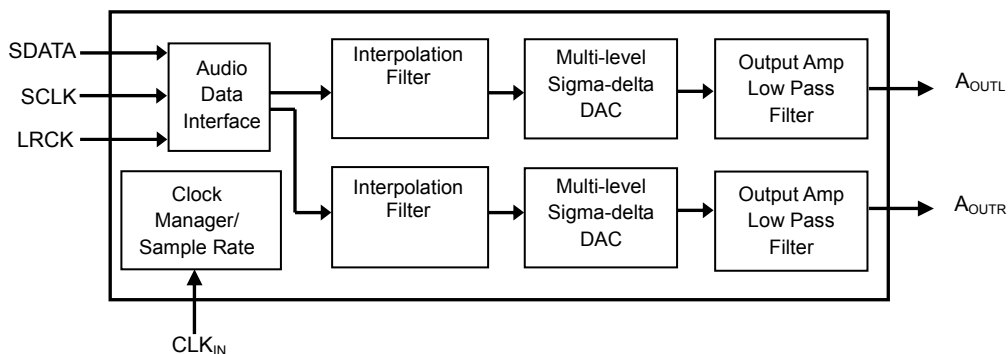 SDATA
SCLK
LRCK
Audio
Data
Interface
Interpolation
Filter
Multi-level
Sigma-delta
DAC
Output Amp
Low Pass
Filter
AOUTL
Clock
Manager/
Sample Rate
Interpolation
Filter
Multi-level
Sigma-delta
DAC
Output Amp
Low Pass
Filter
AOUTR
CLKIN